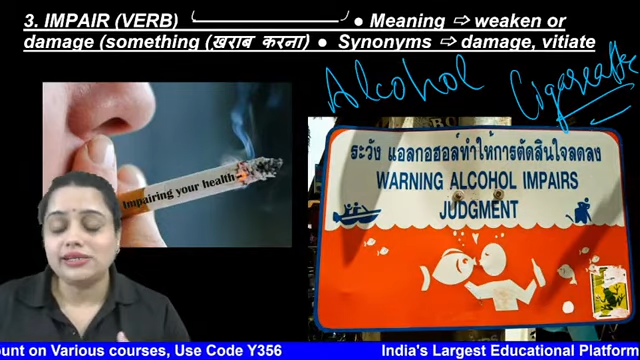 3. IMPAIR (VERB) ● Meaning ⇨ weaken or
damage (something (ख़राब करना) ● Synonyms ⇨ damage, vitiate
Alcohol Cigarette
Impairing your health
ระวัง แอลกอฮอล์ทำให้การตัดสินใจลดลง
WARNING ALCOHOL IMPAIRS
JUDGMENT
ount on Various courses, Use Code Y356 India's Largest Educational Platform